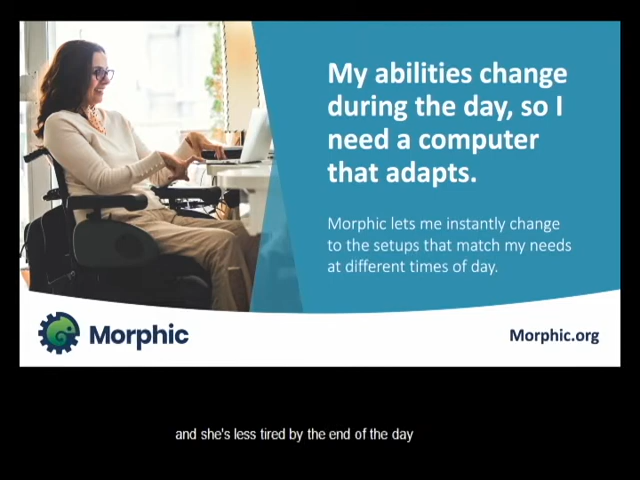 My abilities change
during the day, so I
need a computer
that adapts.
Morphic lets me instantly change
to the setups that match my needs
at different times of day.
Morphic
Morphic.org
and she's less tired by the end of the day